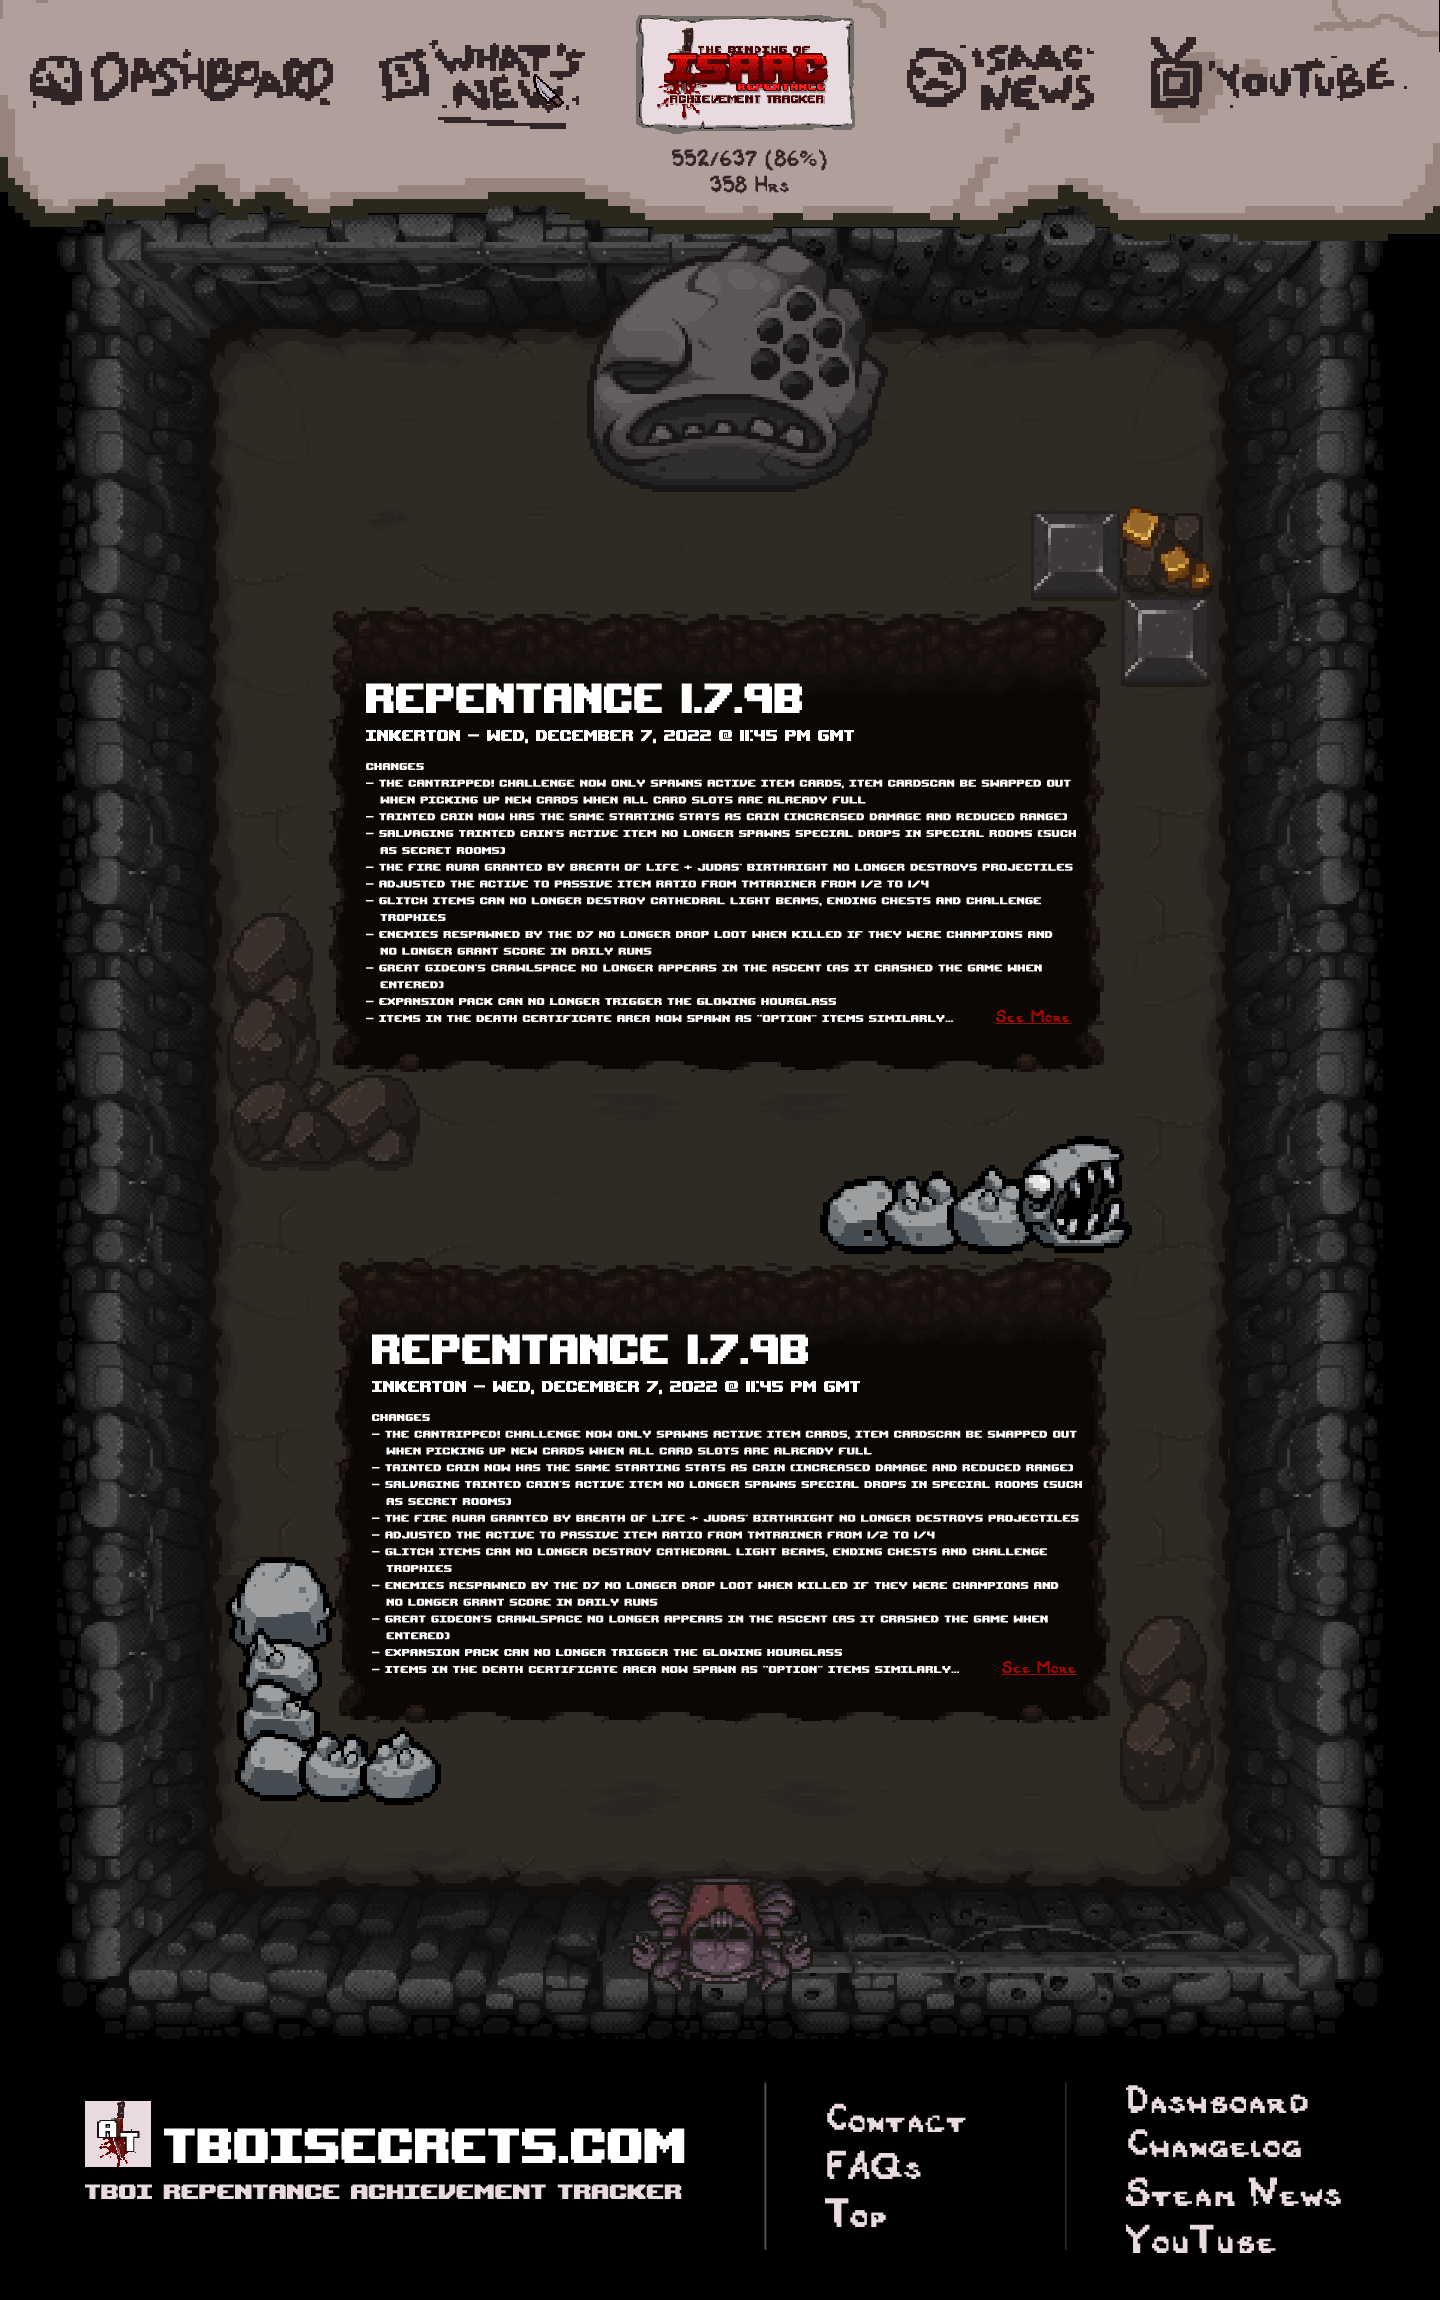 DASHBOARD
WHAT'S
NEW
THE BINDING OF
ISAAC
REPENTANCE
ACHIEVEMENT TRACKER
ISAAC
NEWS
YOUTUBE
552/637 (86%)
358 HRS
REPENTANCE 1.7.9B
INKERTON - WED, DECEMBER 7, 2022 @ 11:45 PM GMT
CHANGES
- THE CANTRIPPED! CHALLENGE NOW ONLY SPAWNS ACTIVE ITEM CARDS, ITEM CARDSCAN BE SWAPPED OUT
WHEN PICKING UP NEW CARDS WHEN ALL CARD SLOTS ARE ALREADY FULL
- TAINTED CAIN NOW HAS THE SAME STARTING STATS AS CAIN (INCREASED DAMAGE AND REDUCED RANGE)
- SALVAGING TAINTED CAIN'S ACTIVE ITEM NO LONGER SPAWNS SPECIAL DROPS IN SPECIAL ROOMS (SUCH
AS SECRET ROOMS)
- THE FIRE AURA GRANTED BY BREATH OF LIFE + JUDAS' BIRTHRIGHT NO LONGER DESTROYS PROJECTILES
- ADJUSTED THE ACTIVE TO PASSIVE ITEM RATIO FROM TMTRAINER FROM 1/2 TO 1/4
- GLITCH ITEMS CAN NO LONGER DESTROY CATHEDRAL LIGHT BEAMS, ENDING CHESTS AND CHALLENGE
TROPHIES
- ENEMIES RESPAWNED BY THE D7 NO LONGER DROP LOOT WHEN KILLED IF THEY WERE CHAMPIONS AND
NO LONGER GRANT SCORE IN DAILY RUNS
- GREAT GIDEON'S CRAWLSPACE NO LONGER APPEARS IN THE ASCENT (AS IT CRASHED THE GAME WHEN
ENTERED)
- EXPANSION PACK CAN NO LONGER TRIGGER THE GLOWING HOURGLASS
- ITEMS IN THE DEATH CERTIFICATE AREA NOW SPAWN AS "OPTION" ITEMS SIMILARLY... SEE MORE
REPENTANCE 1.7.9B
INKERTON - WED, DECEMBER 7, 2022 @ 11:45 PM GMT
CHANGES
- THE CANTRIPPED! CHALLENGE NOW ONLY SPAWNS ACTIVE ITEM CARDS, ITEM CARDSCAN BE SWAPPED OUT
WHEN PICKING UP NEW CARDS WHEN ALL CARD SLOTS ARE ALREADY FULL
- TAINTED CAIN NOW HAS THE SAME STARTING STATS AS CAIN (INCREASED DAMAGE AND REDUCED RANGE)
- SALVAGING TAINTED CAIN'S ACTIVE ITEM NO LONGER SPAWNS SPECIAL DROPS IN SPECIAL ROOMS (SUCH
AS SECRET ROOMS)
- THE FIRE AURA GRANTED BY BREATH OF LIFE + JUDAS' BIRTHRIGHT NO LONGER DESTROYS PROJECTILES
- ADJUSTED THE ACTIVE TO PASSIVE ITEM RATIO FROM TMTRAINER FROM 1/2 TO 1/4
- GLITCH ITEMS CAN NO LONGER DESTROY CATHEDRAL LIGHT BEAMS, ENDING CHESTS AND CHALLENGE
TROPHIES
- ENEMIES RESPAWNED BY THE D7 NO LONGER DROP LOOT WHEN KILLED IF THEY WERE CHAMPIONS AND
NO LONGER GRANT SCORE IN DAILY RUNS
- GREAT GIDEON'S CRAWLSPACE NO LONGER APPEARS IN THE ASCENT (AS IT CRASHED THE GAME WHEN
ENTERED)
- EXPANSION PACK CAN NO LONGER TRIGGER THE GLOWING HOURGLASS
- ITEMS IN THE DEATH CERTIFICATE AREA NOW SPAWN AS "OPTION" ITEMS SIMILARLY... SEE MORE
AT
TBOISECRETS.COM
TBOI REPENTANCE ACHIEVEMENT TRACKER
CONTACT
FAQS
TOP
DASHBOARD
CHANGELOG
STEAM NEWS
YOUTUBE